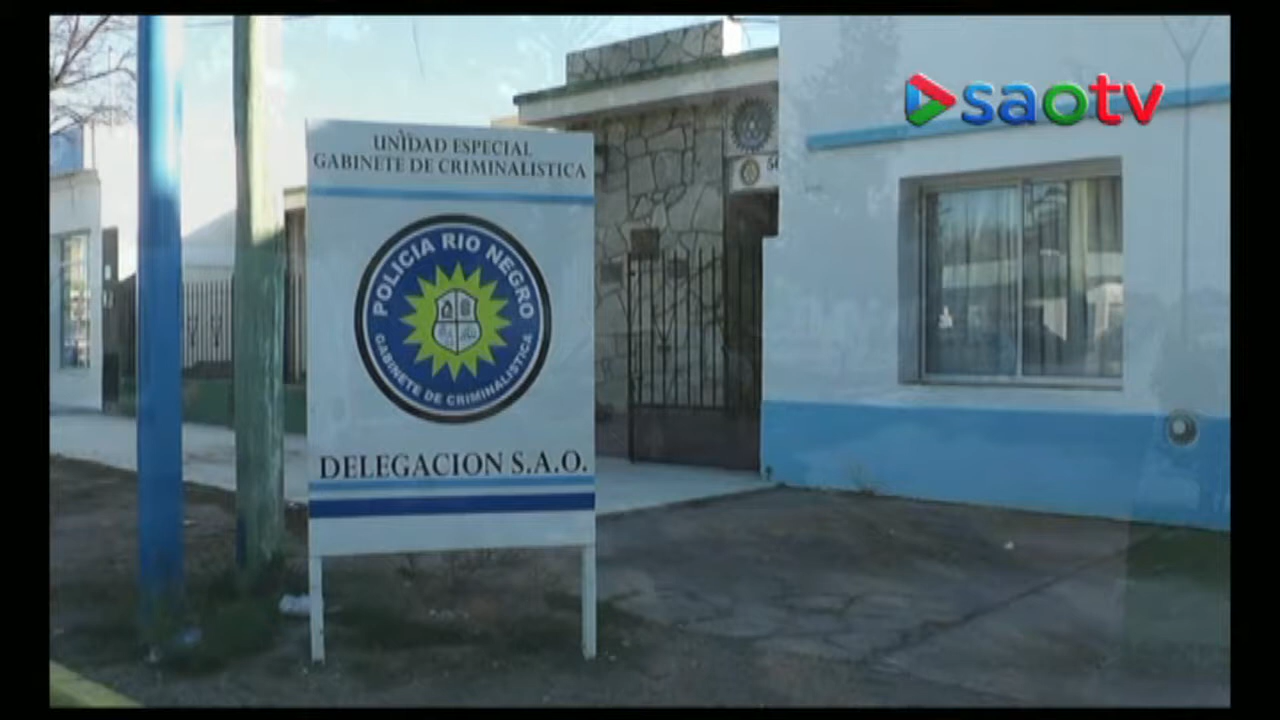 saotv
UNIDAD ESPECIAL
GABINETE DE CRIMINALISTICA
POLICIA RIO NEGRO
GABINETE DE CRIMINALISTICA
DELEGACION S.A.O.